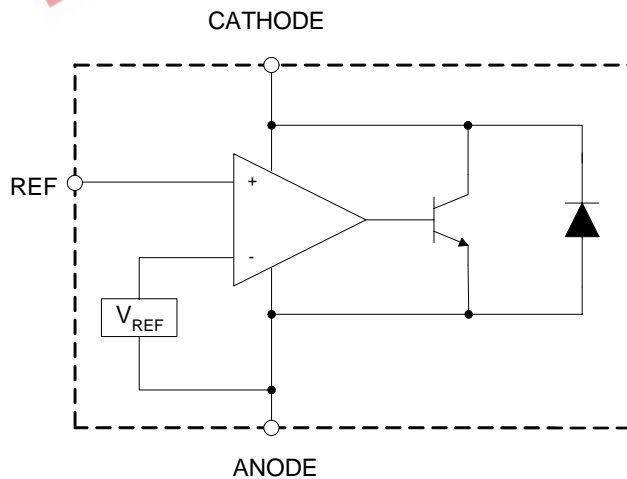 CATHODE
REF
+
-
VREF
ANODE